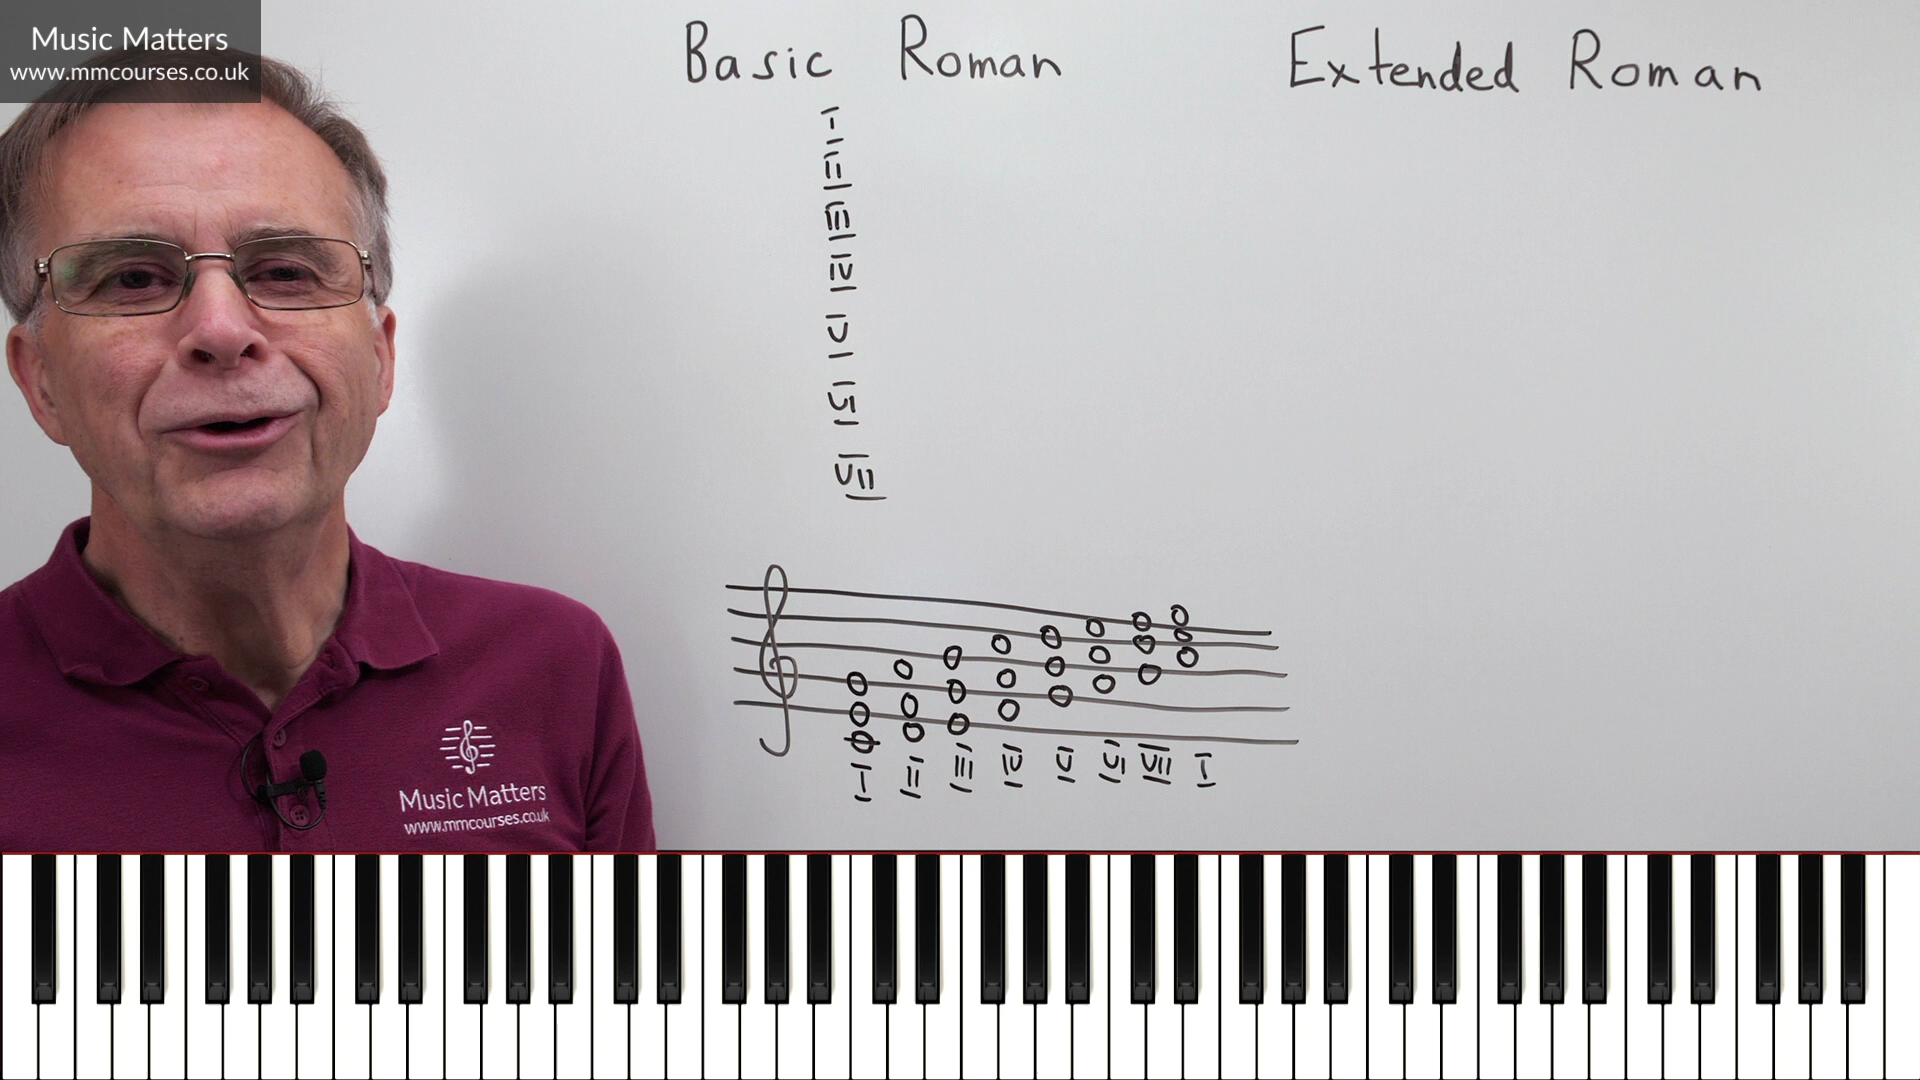 Music Matters
www.mmcourses.co.uk
Basic Roman
Extended Roman
I
II
III
IV
V
VI
VII
I II III IV V VI VII I
Music Matters
www.mmcourses.co.uk